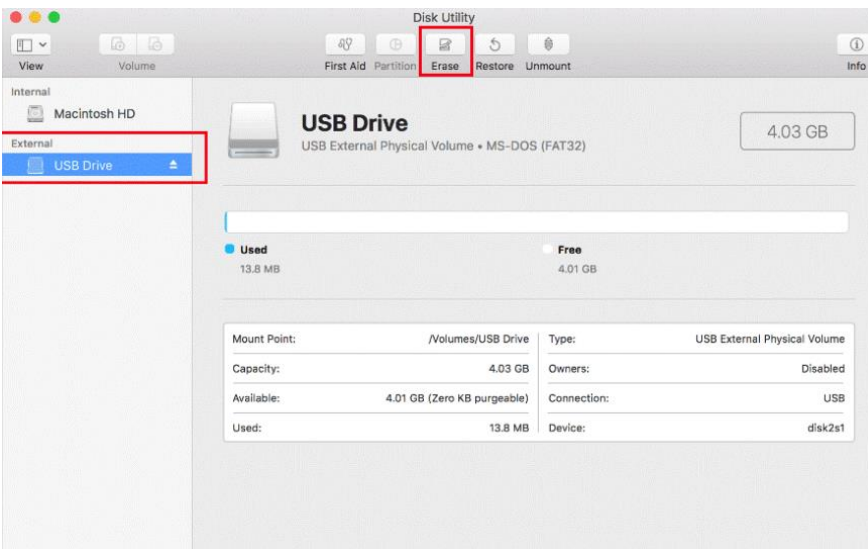 Disk Utility
View
Volume
First Aid
Partition
Erase
Restore
Unmount
Info
Internal
Macintosh HD
External
USB Drive
USB Drive
USB External Physical Volume • MS-DOS (FAT32)
4.03 GB
Used
13.8 MB
Free
4.01 GB
Mount Point: /Volumes/USB Drive
Type: USB External Physical Volume
Capacity: 4.03 GB
Owners: Disabled
Available: 4.01 GB (Zero KB purgeable)
Connection: USB
Used: 13.8 MB
Device: disk2s1